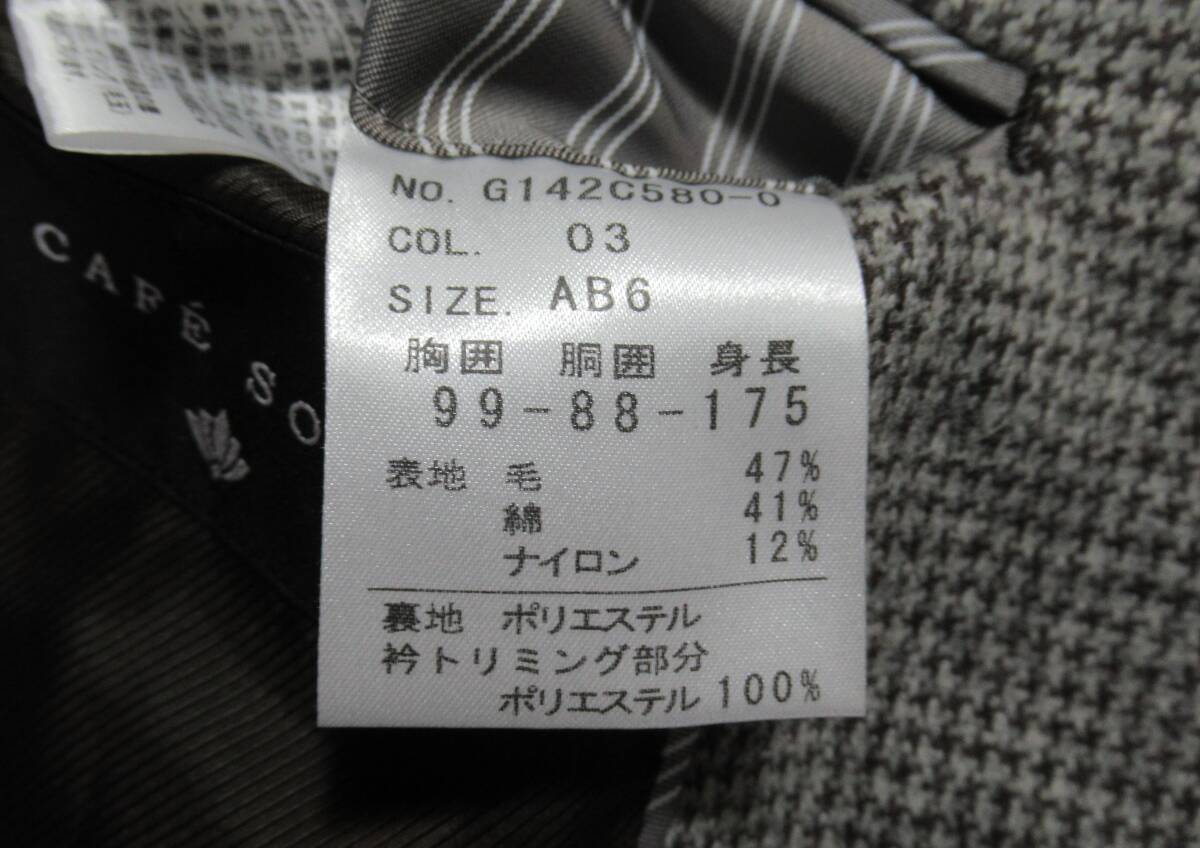 CAFÉ SO
NO. G142C580-0
COL. 03
SIZE. AB6
胸囲 胴囲 身長
99-88-175
表地 毛 47%
綿 41%
ナイロン 12%
裏地 ポリエステル
衿トリミング部分
ポリエステル 100%